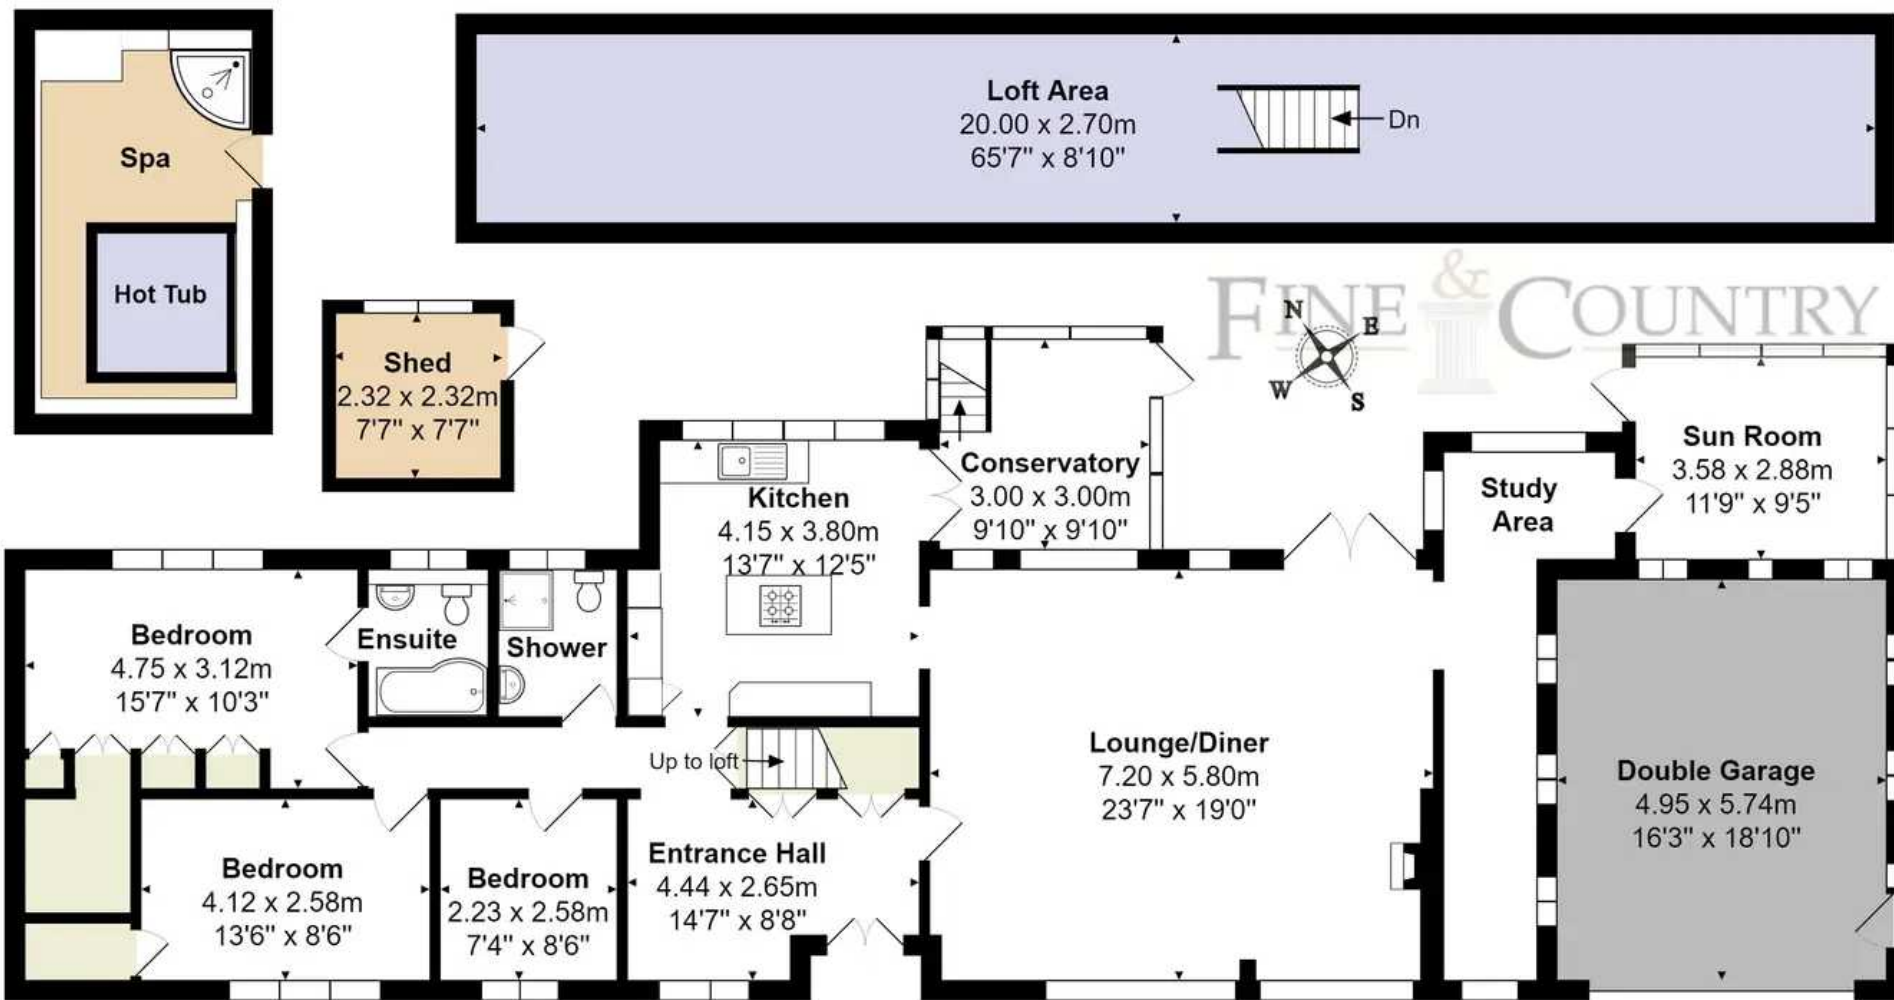 Spa
Hot Tub
Loft Area
20.00 x 2.70m
65'7" x 8'10"
Dn
Shed
2.32 x 2.32m
7'7" x 7'7"
FINE & COUNTRY
N
E
W
S
Conservatory
3.00 x 3.00m
9'10" x 9'10"
Kitchen
4.15 x 3.80m
13'7" x 12'5"
Study
Area
Sun Room
3.58 x 2.88m
11'9" x 9'5"
Bedroom
4.75 x 3.12m
15'7" x 10'3"
Ensuite
Shower
Up to loft
Lounge/Diner
7.20 x 5.80m
23'7" x 19'0"
Double Garage
4.95 x 5.74m
16'3" x 18'10"
Bedroom
4.12 x 2.58m
13'6" x 8'6"
Bedroom
2.23 x 2.58m
7'4" x 8'6"
Entrance Hall
4.44 x 2.65m
14'7" x 8'8"